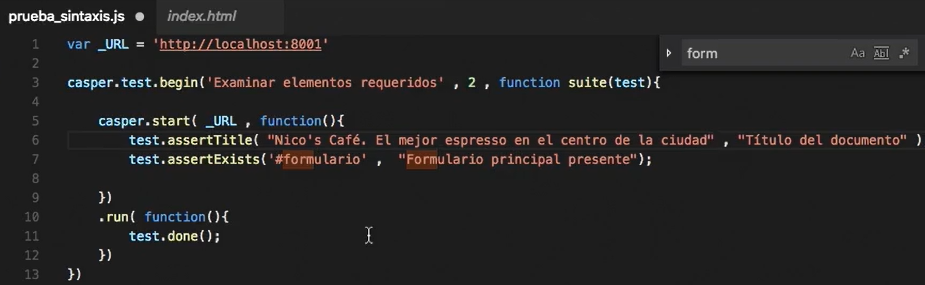 prueba_sintaxis.js ● index.html
form Aa Abl .*
1 var _URL = 'http://localhost:8001'
2
3 casper.test.begin('Examinar elementos requeridos' , 2 , function suite(test){
4
5 casper.start( _URL , function(){
6 test.assertTitle( "Nico's Café. El mejor espresso en el centro de la ciudad" , "Título del documento" )
7 test.assertExists('#formulario' , "Formulario principal presente");
8
9 })
10 .run( function(){
11 test.done();
12 })
13 })